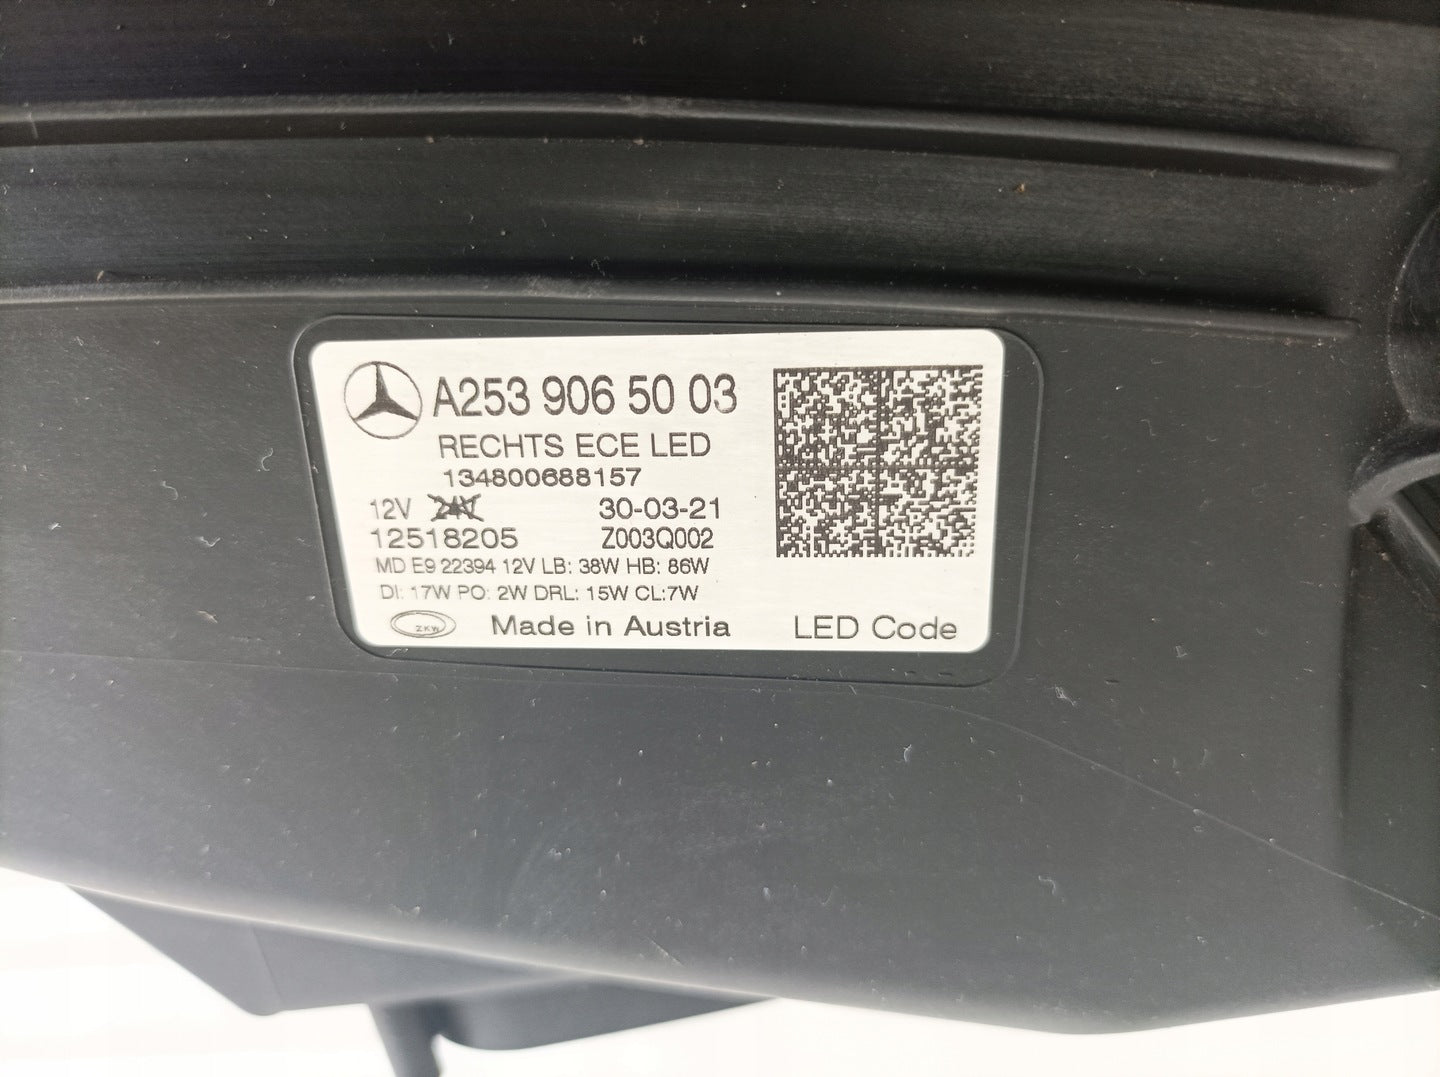 A253 906 50 03
RECHTS ECE LED
134800688157
12V 24V 30-03-21
12518205 Z003Q002
MD E9 22394 12V LB: 38W HB: 86W
DI: 17W PO: 2W DRL: 15W CL:7W
ZKW Made in Austria LED Code